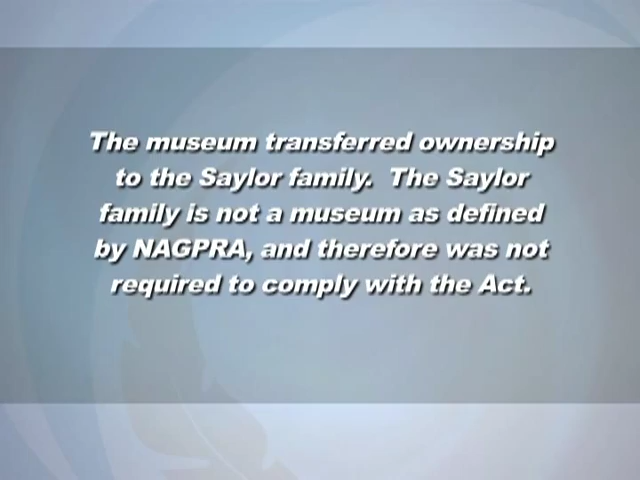 The museum transferred ownership
to the Saylor family.  The Saylor
family is not a museum as defined
by NAGPRA, and therefore was not
required to comply with the Act.